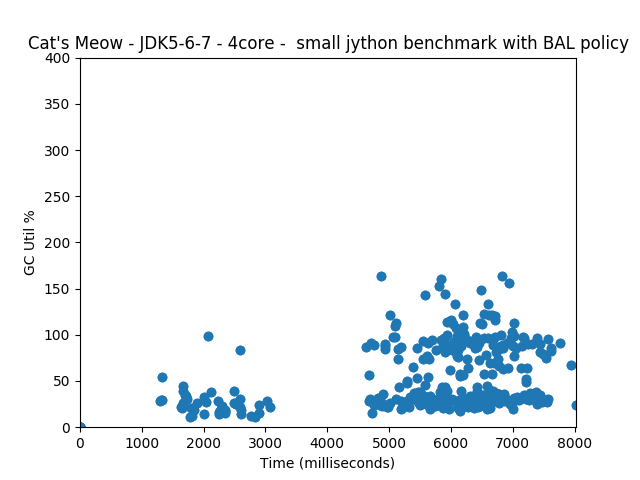 Cat's Meow - JDK5-6-7 - 4core -  small jython benchmark with BAL policy
400
350
300
250
200
150
100
50
0
GC Util %
0 1000 2000 3000 4000 5000 6000 7000 8000
Time (milliseconds)